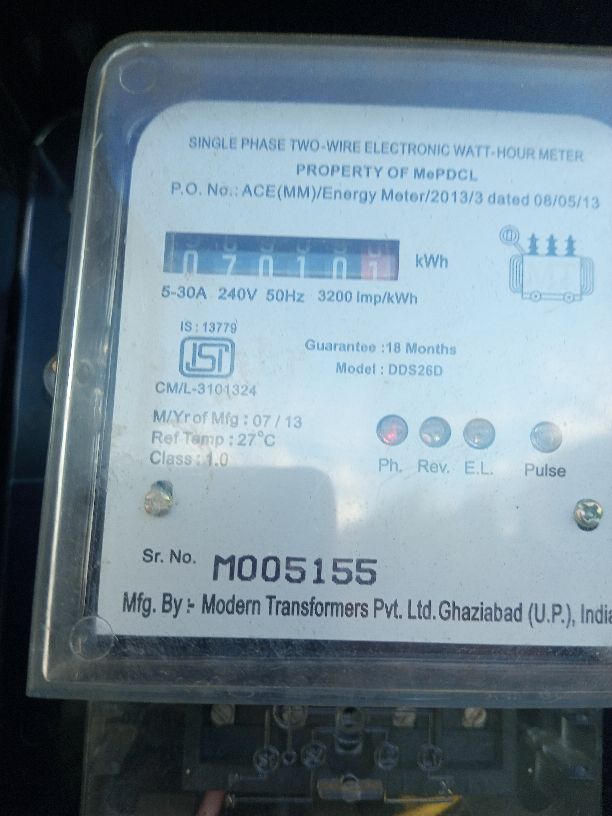 SINGLE PHASE TWO-WIRE ELECTRONIC WATT-HOUR METER
PROPERTY OF MePDCL
P.O. No.: ACE(MM)/Energy Meter/2013/3 dated 08/05/13
070101 kWh
5-30A 240V 50Hz 3200 Imp/kWh
IS : 13779
ISI
CM/L-3101324
Guarantee :18 Months
Model : DDS26D
M/Yr of Mfg : 07 / 13
Ref Temp : 27°C
Class : 1.0
Ph. Rev. E.L. Pulse
Sr. No. M005155
Mfg. By :- Modern Transformers Pvt. Ltd. Ghaziabad (U.P.), India